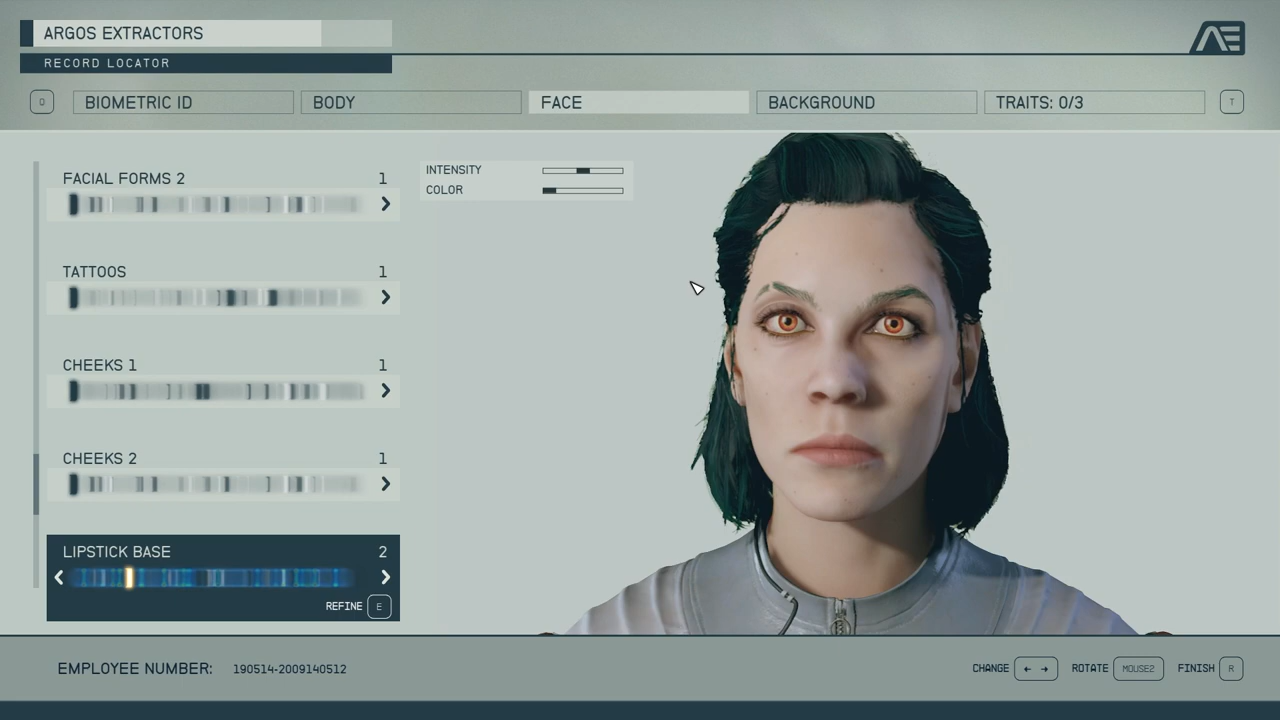 ARGOS EXTRACTORS
RECORD LOCATOR
AE
Q
BIOMETRIC ID
BODY
FACE
BACKGROUND
TRAITS: 0/3
T
FACIAL FORMS 2 1
INTENSITY
COLOR
TATTOOS 1
CHEEKS 1 1
CHEEKS 2 1
LIPSTICK BASE 2
REFINE E
EMPLOYEE NUMBER: 190514-2009140512
CHANGE ← → ROTATE MOUSE2 FINISH R